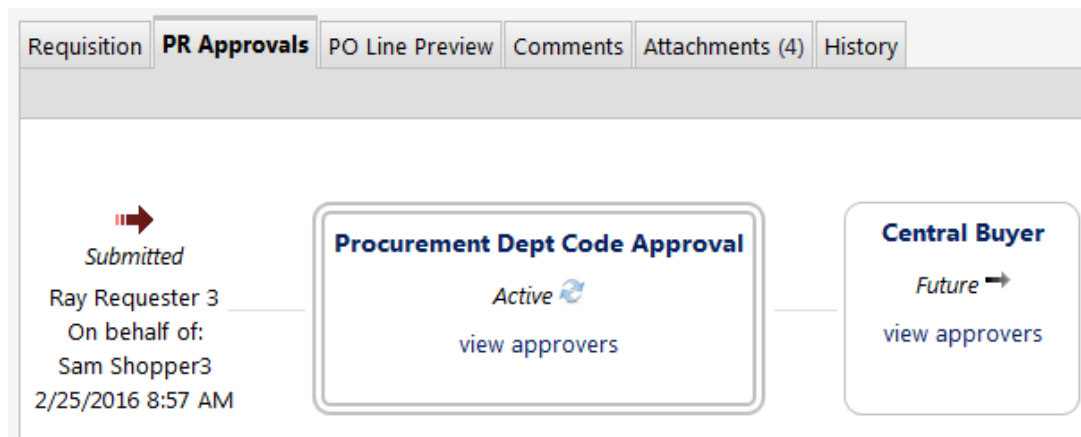 Requisition PR Approvals PO Line Preview Comments Attachments (4) History
Submitted
Ray Requester 3
On behalf of:
Sam Shopper3
2/25/2016 8:57 AM
Procurement Dept Code Approval
Active
view approvers
Central Buyer
Future
view approvers